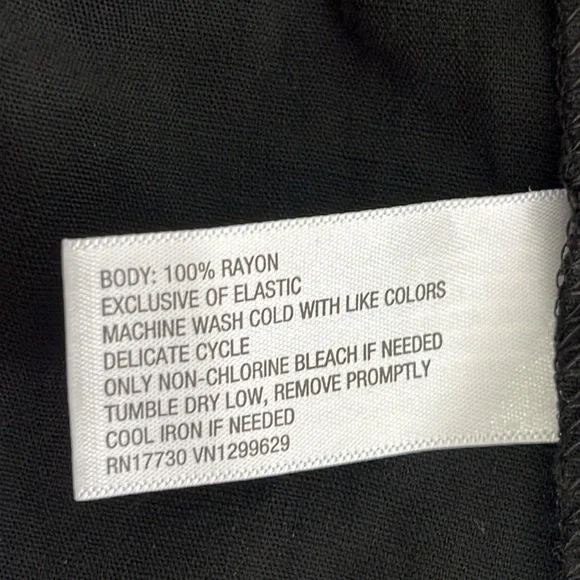 BODY: 100% RAYON
EXCLUSIVE OF ELASTIC
MACHINE WASH COLD WITH LIKE COLORS
DELICATE CYCLE
ONLY NON-CHLORINE BLEACH IF NEEDED
TUMBLE DRY LOW, REMOVE PROMPTLY
COOL IRON IF NEEDED
RN17730 VN1299629